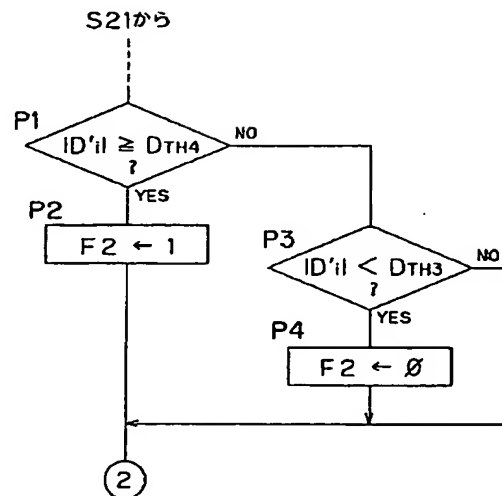 S21から
P1
|D'i| ≧ DTH4
?
NO
YES
P2
F2 ← 1
P3
|D'i| < DTH3
?
NO
YES
P4
F2 ← Ø
2